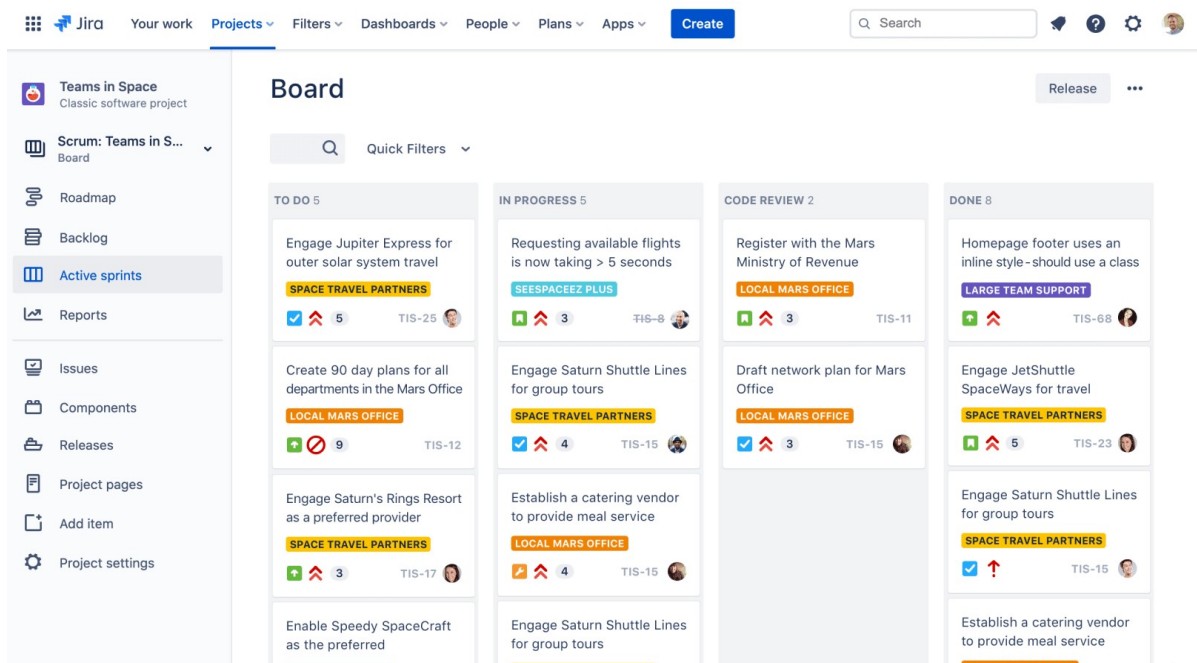 Jira
Your work
Projects
Filters
Dashboards
People
Plans
Apps
Create
Search
Teams in Space
Classic software project
Scrum: Teams in S...
Board
Roadmap
Backlog
Active sprints
Reports
Issues
Components
Releases
Project pages
Add item
Project settings
Board
Release
Quick Filters
TO DO 5
Engage Jupiter Express for
outer solar system travel
SPACE TRAVEL PARTNERS
5
TIS-25
Create 90 day plans for all
departments in the Mars Office
LOCAL MARS OFFICE
9
TIS-12
Engage Saturn's Rings Resort
as a preferred provider
SPACE TRAVEL PARTNERS
3
TIS-17
Enable Speedy SpaceCraft
as the preferred
IN PROGRESS 5
Requesting available flights
is now taking > 5 seconds
SEESPACEEZ PLUS
3
TIS-8
Engage Saturn Shuttle Lines
for group tours
SPACE TRAVEL PARTNERS
4
TIS-15
Establish a catering vendor
to provide meal service
LOCAL MARS OFFICE
4
TIS-15
Engage Saturn Shuttle Lines
for group tours
CODE REVIEW 2
Register with the Mars
Ministry of Revenue
LOCAL MARS OFFICE
3
TIS-11
Draft network plan for Mars
Office
LOCAL MARS OFFICE
3
TIS-15
DONE 8
Homepage footer uses an
inline style-should use a class
LARGE TEAM SUPPORT
TIS-68
Engage JetShuttle
SpaceWays for travel
SPACE TRAVEL PARTNERS
5
TIS-23
Engage Saturn Shuttle Lines
for group tours
SPACE TRAVEL PARTNERS
TIS-15
Establish a catering vendor
to provide meal service